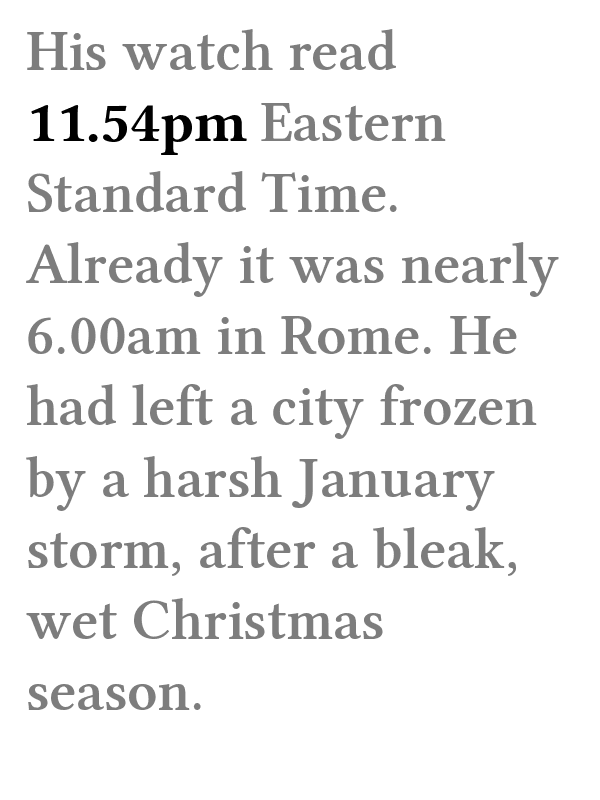 His watch read
11.54pm Eastern
Standard Time.
Already it was nearly
6.00am in Rome. He
had left a city frozen
by a harsh January
storm, after a bleak,
wet Christmas
season.